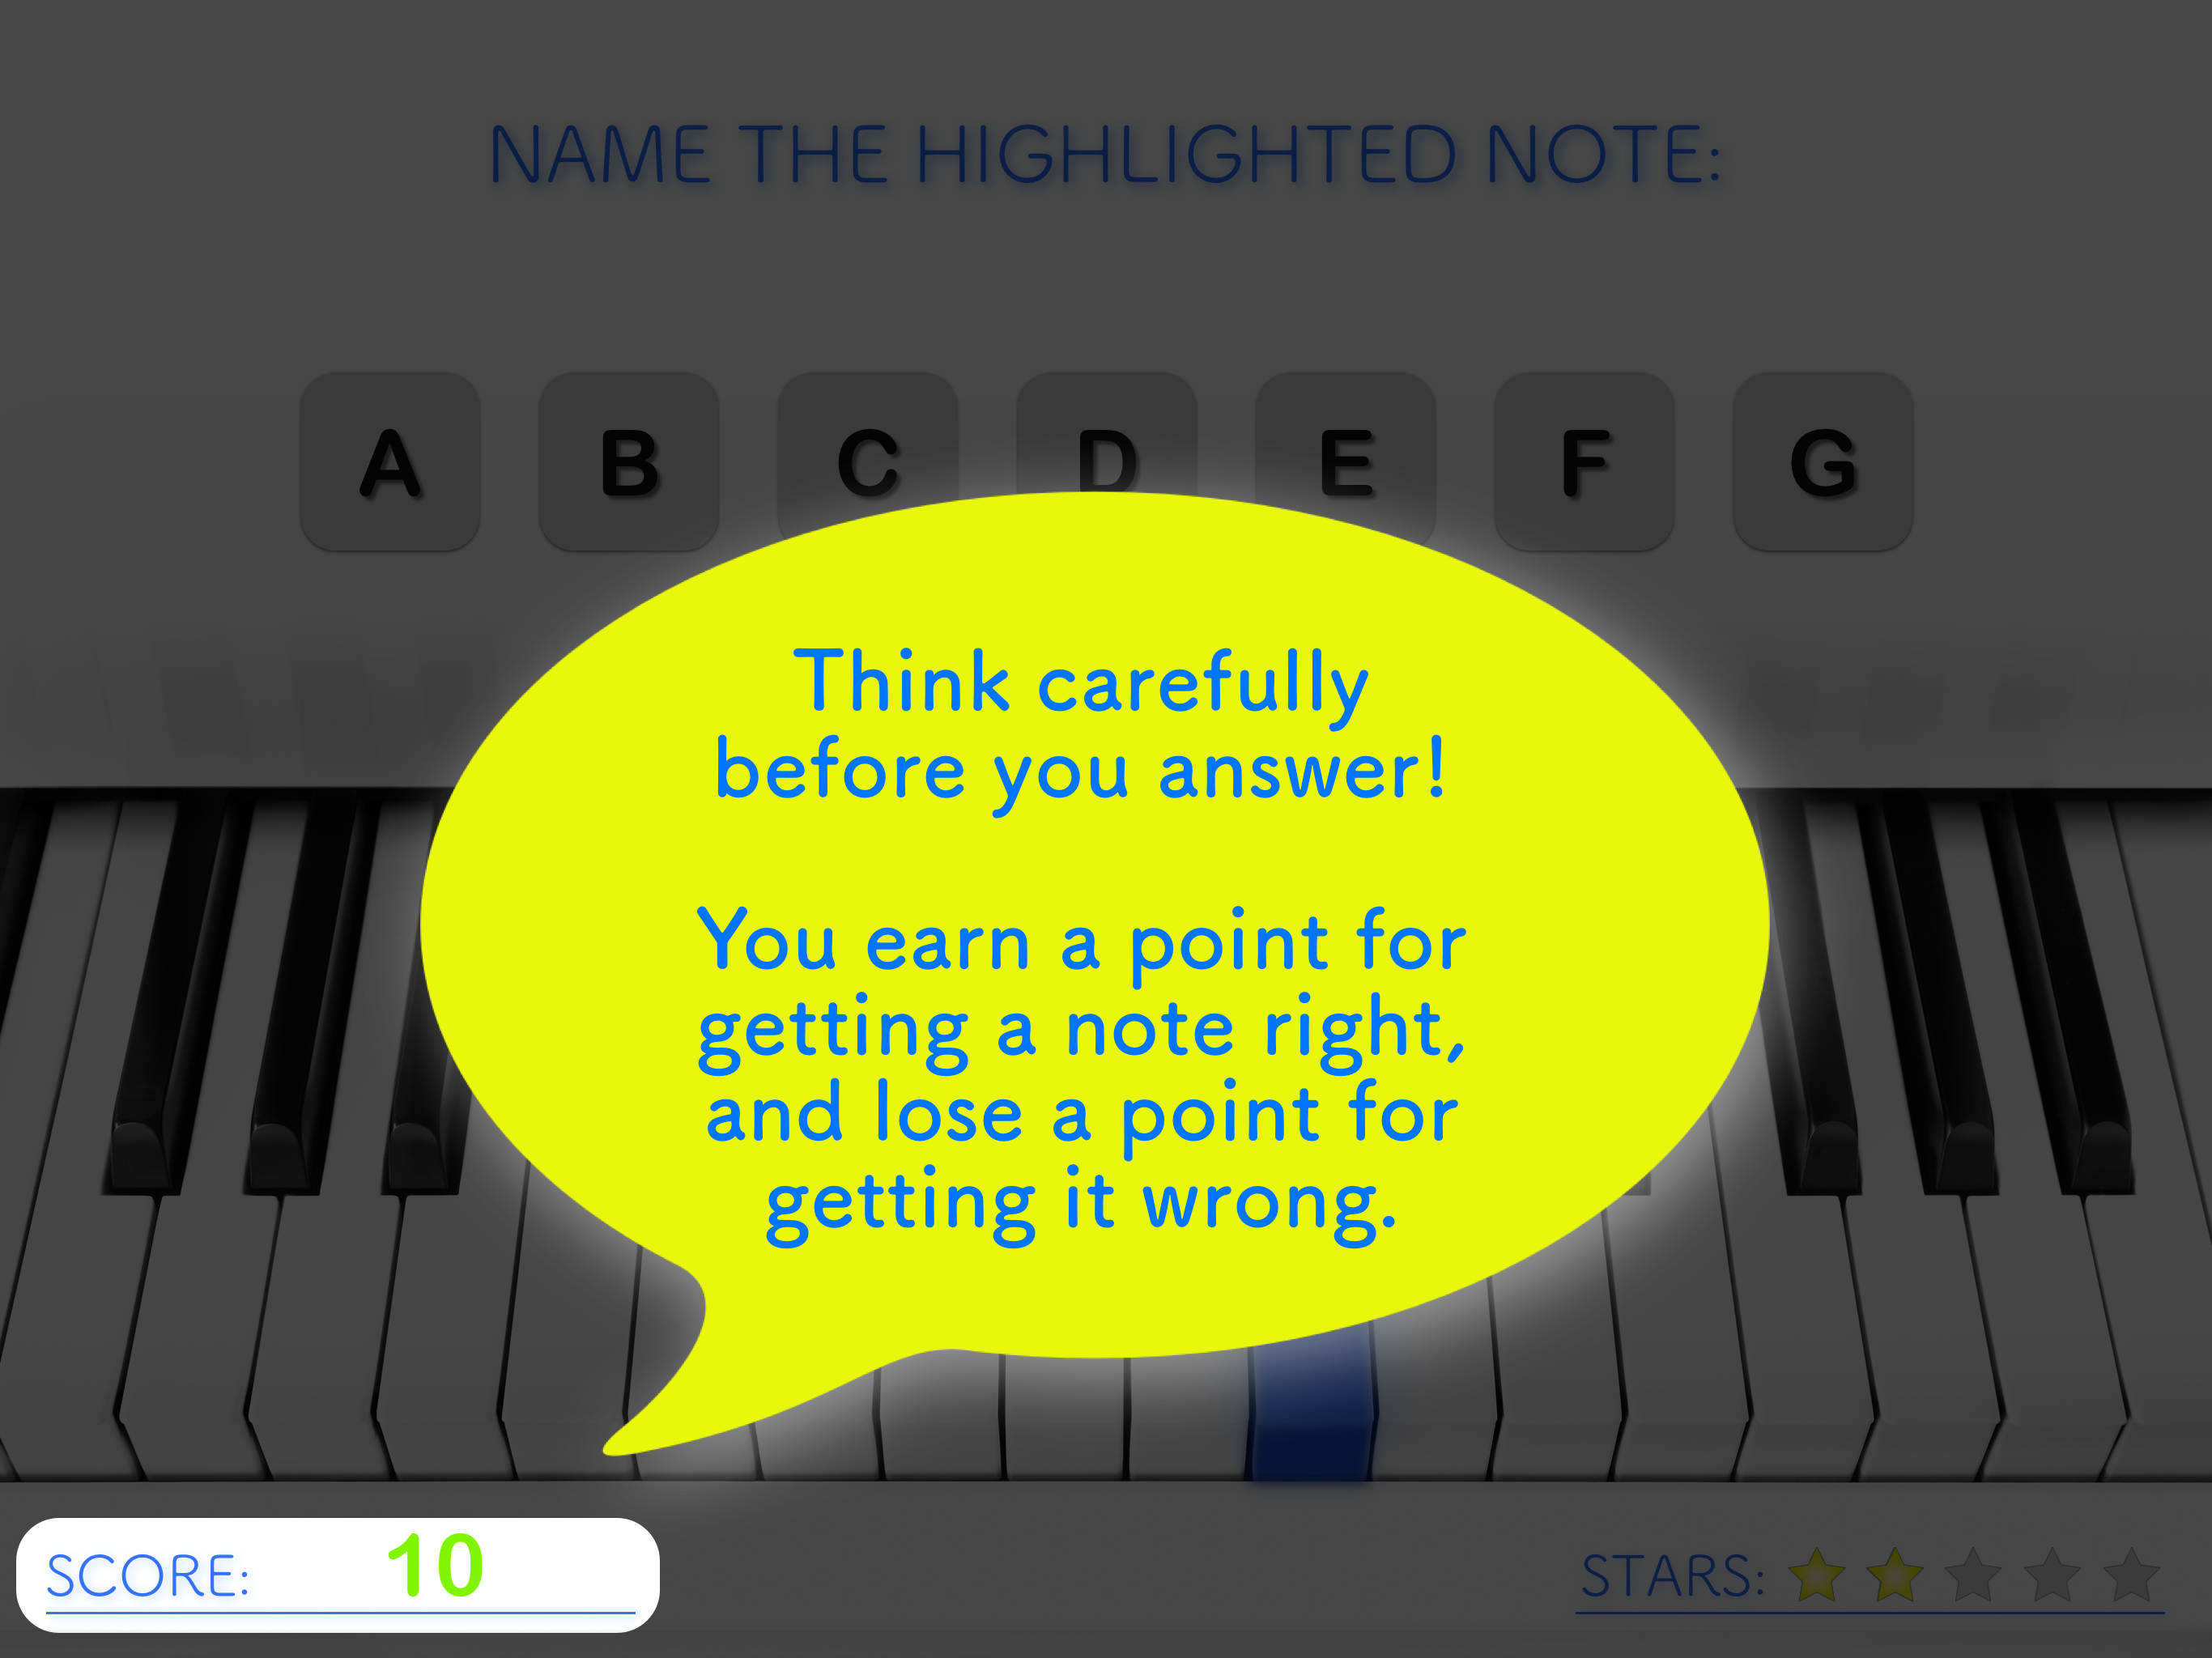 NAME THE HIGHLIGHTED NOTE:
A B C D E F G
Think carefully
before you answer!
You earn a point for
getting a note right,
and lose a point for
getting it wrong.
SCORE: 10
STARS: